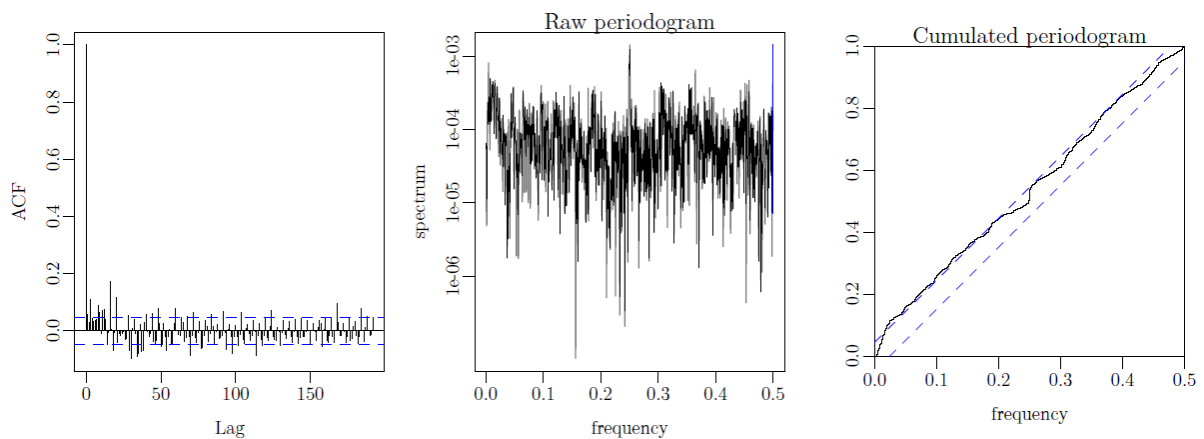 ACF
1.0
0.8
0.6
0.4
0.2
0.0
0 50 100 150
Lag
Raw periodogram
spectrum
1e-03
1e-04
1e-05
1e-06
0.0 0.1 0.2 0.3 0.4 0.5
frequency
Cumulated periodogram
1.0
0.8
0.6
0.4
0.2
0.0
0.0 0.1 0.2 0.3 0.4 0.5
frequency